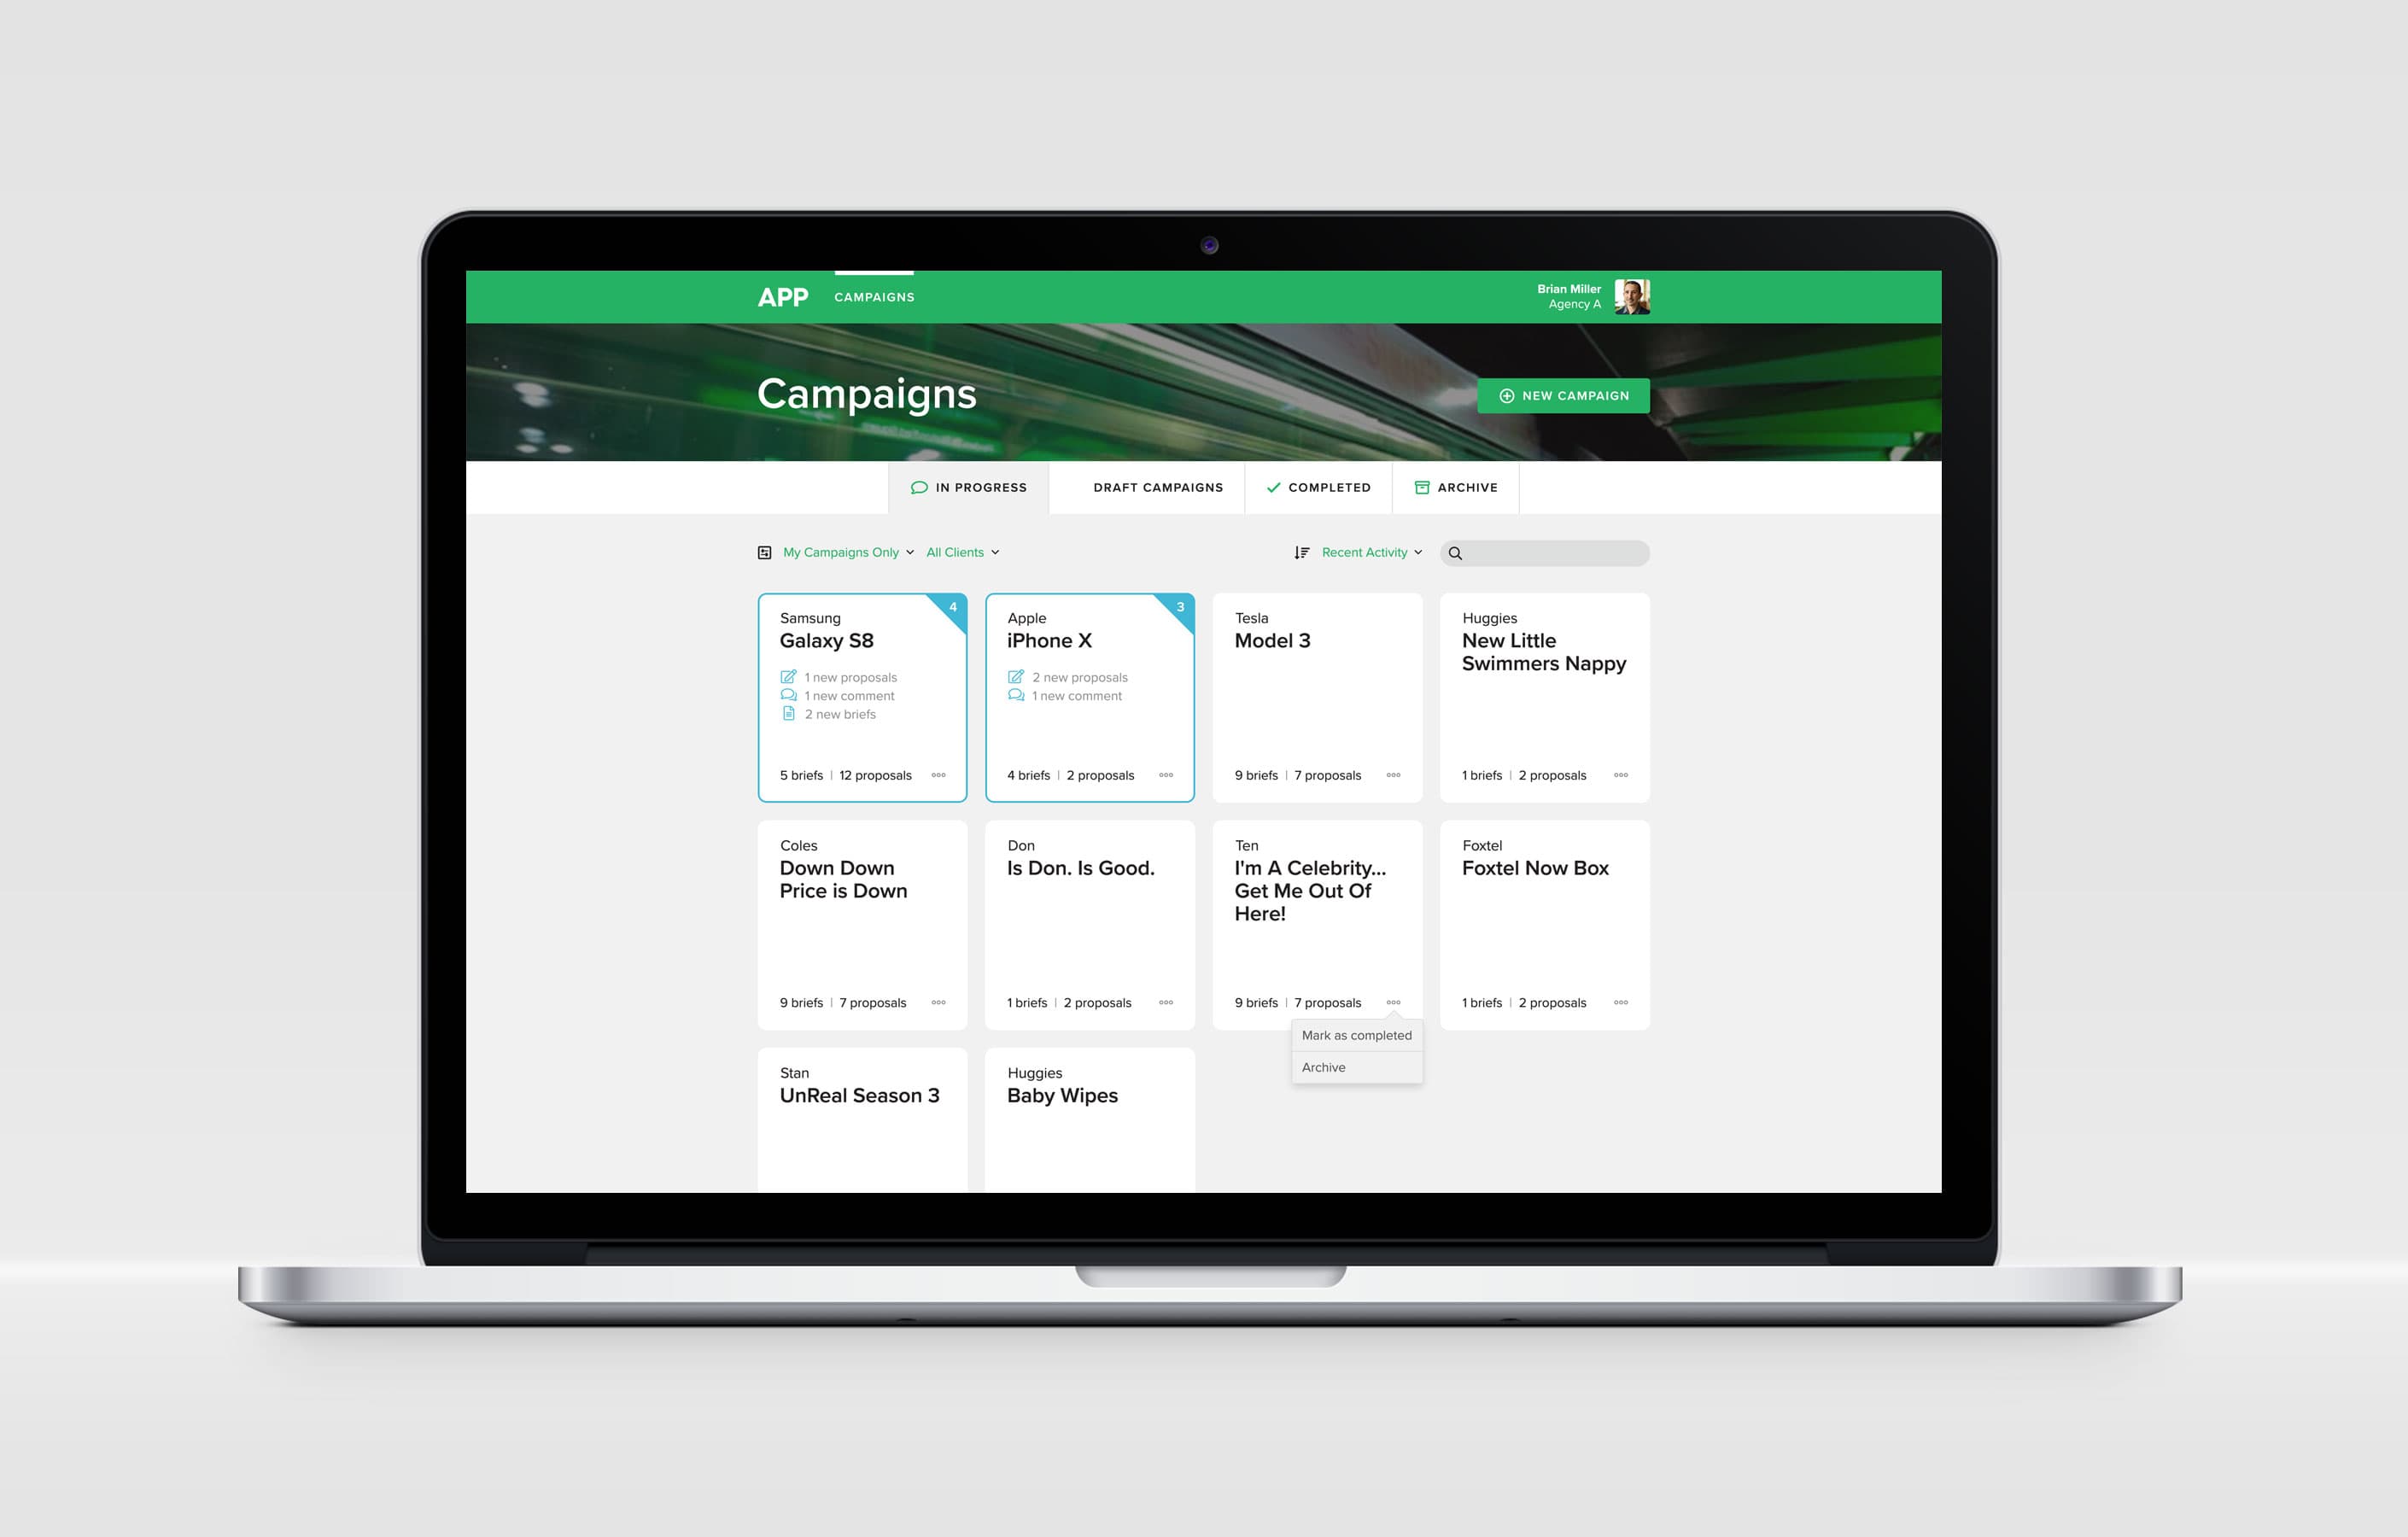 APP
CAMPAIGNS
Brian Miller
Agency A
Campaigns
NEW CAMPAIGN
IN PROGRESS
DRAFT CAMPAIGNS
COMPLETED
ARCHIVE
My Campaigns Only
All Clients
Recent Activity
Samsung
Galaxy S8
4
1 new proposals
1 new comment
2 new briefs
5 briefs | 12 proposals
Apple
iPhone X
3
2 new proposals
1 new comment
4 briefs | 2 proposals
Tesla
Model 3
9 briefs | 7 proposals
Huggies
New Little
Swimmers Nappy
1 briefs | 2 proposals
Coles
Down Down
Price is Down
9 briefs | 7 proposals
Don
Is Don. Is Good.
1 briefs | 2 proposals
Ten
I'm A Celebrity...
Get Me Out Of
Here!
9 briefs | 7 proposals
Mark as completed
Archive
Foxtel
Foxtel Now Box
1 briefs | 2 proposals
Stan
UnReal Season 3
Huggies
Baby Wipes